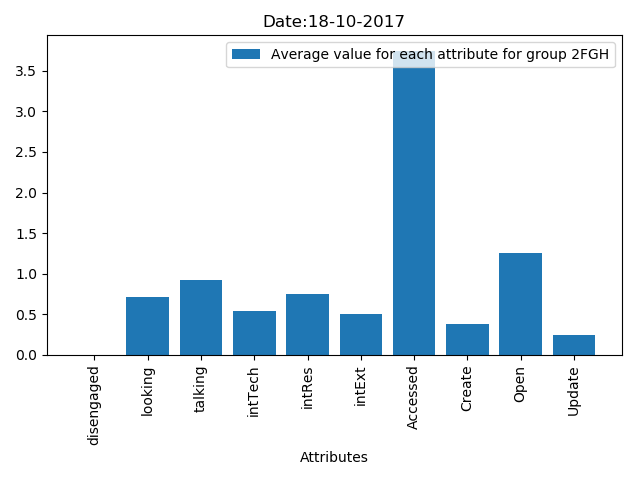 Date:18-10-2017
Average value for each attribute for group 2FGH
3.5
3.0
2.5
2.0
1.5
1.0
0.5
0.0
disengaged
looking
talking
intTech
intRes
intExt
Accessed
Create
Open
Update
Attributes